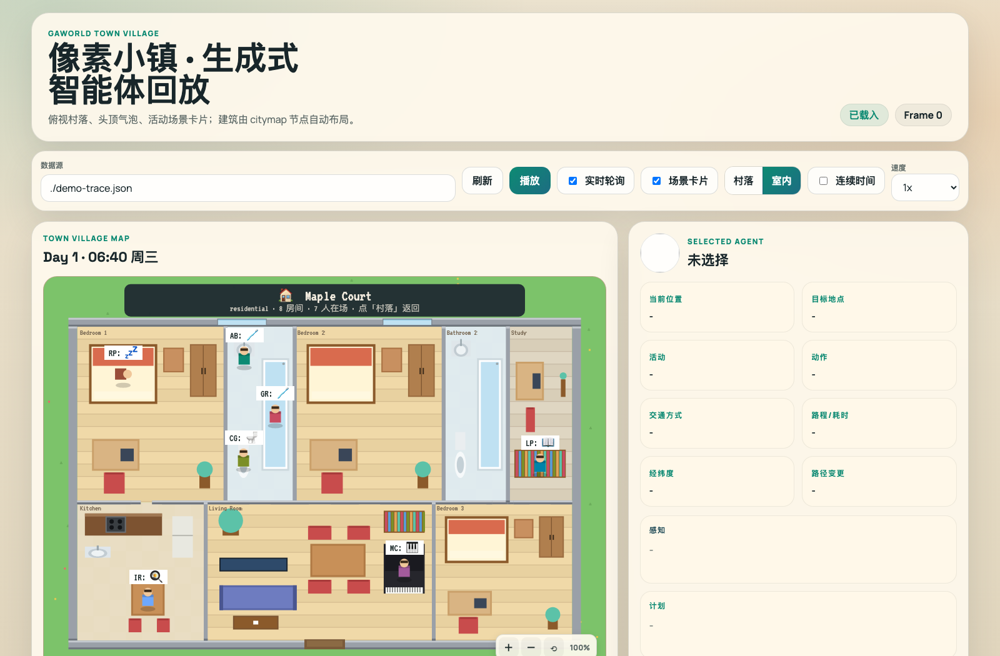 GAWORLD TOWN VILLAGE
像素小镇 · 生成式
智能体回放
俯视村落、头顶气泡、活动场景卡片；建筑由 citymap 节点自动布局。
已载入
Frame 0
数据源
./demo-trace.json
刷新
播放
实时轮询
场景卡片
村落
室内
连续时间
速度
1x
TOWN VILLAGE MAP
Day 1 · 06:40 周三
Maple Court
residential · 8 房间 · 7 人在场 · 点「村落」返回
Bedroom 1
AB:
Bedroom 2
Bathroom 2
Study
RP: zzZ
GR:
CG:
LP:
Kitchen
Living Room
Bedroom 3
MC:
IR:
+
−
⟲
100%
SELECTED AGENT
未选择
当前位置
-
目标地点
-
活动
-
动作
-
交通方式
-
路程/耗时
-
经纬度
-
路径变更
-
感知
-
计划
-